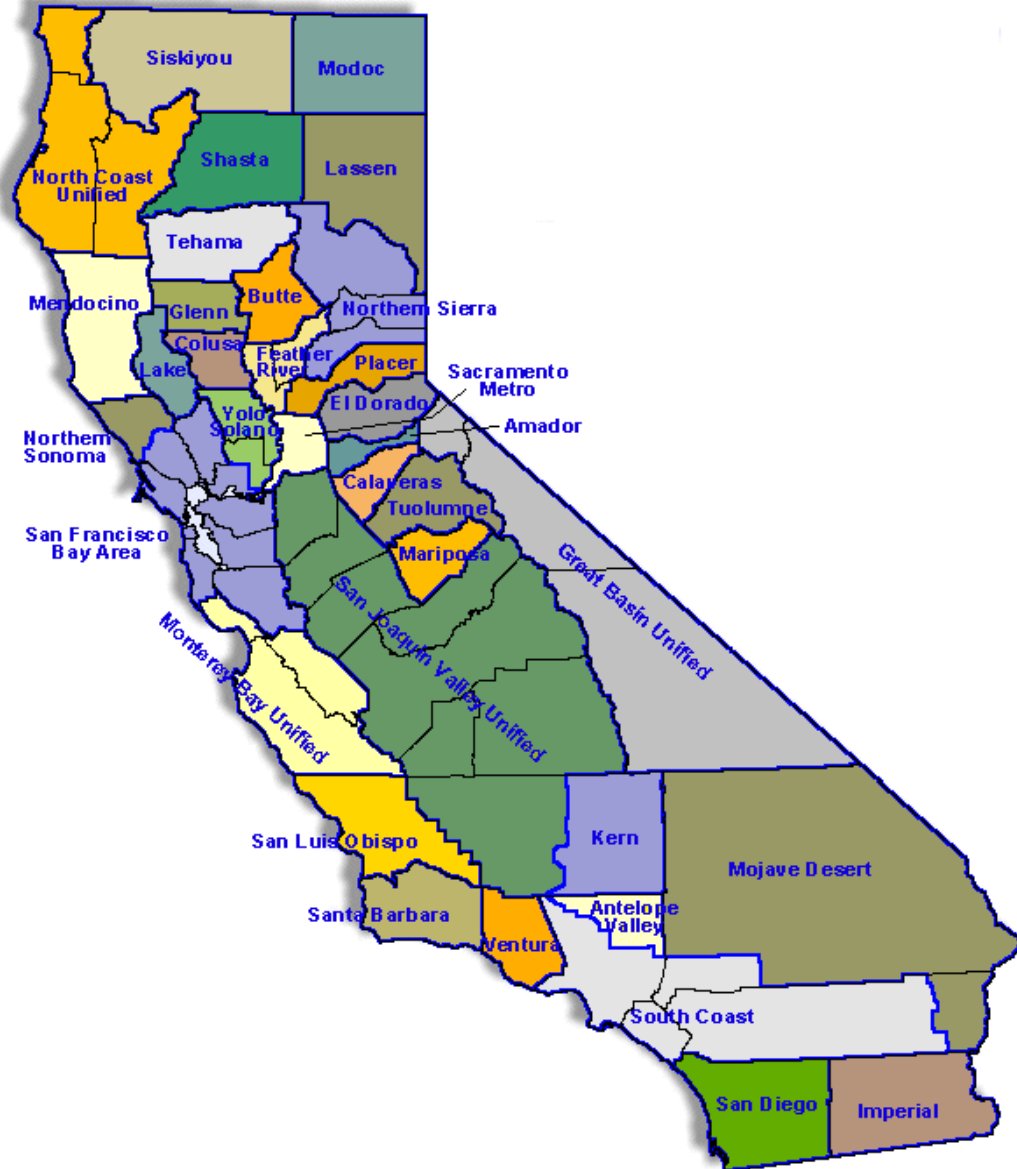 Siskiyou
Modoc
Shasta
Lassen
North Coast
Unified
Tehama
Mendocino
Glenn
Butte
Northern Sierra
Colusa
Lake
Feather
River
Placer
Sacramento
Metro
El Dorado
Yolo
Solano
Amador
Northern
Sonoma
Calaveras
Tuolumne
San Francisco
Bay Area
Mariposa
Great Basin Unified
San Joaquin Valley Unified
Monterey Bay Unified
San Luis Obispo
Kern
Mojave Desert
Santa Barbara
Antelope
Valley
Ventura
South Coast
San Diego
Imperial